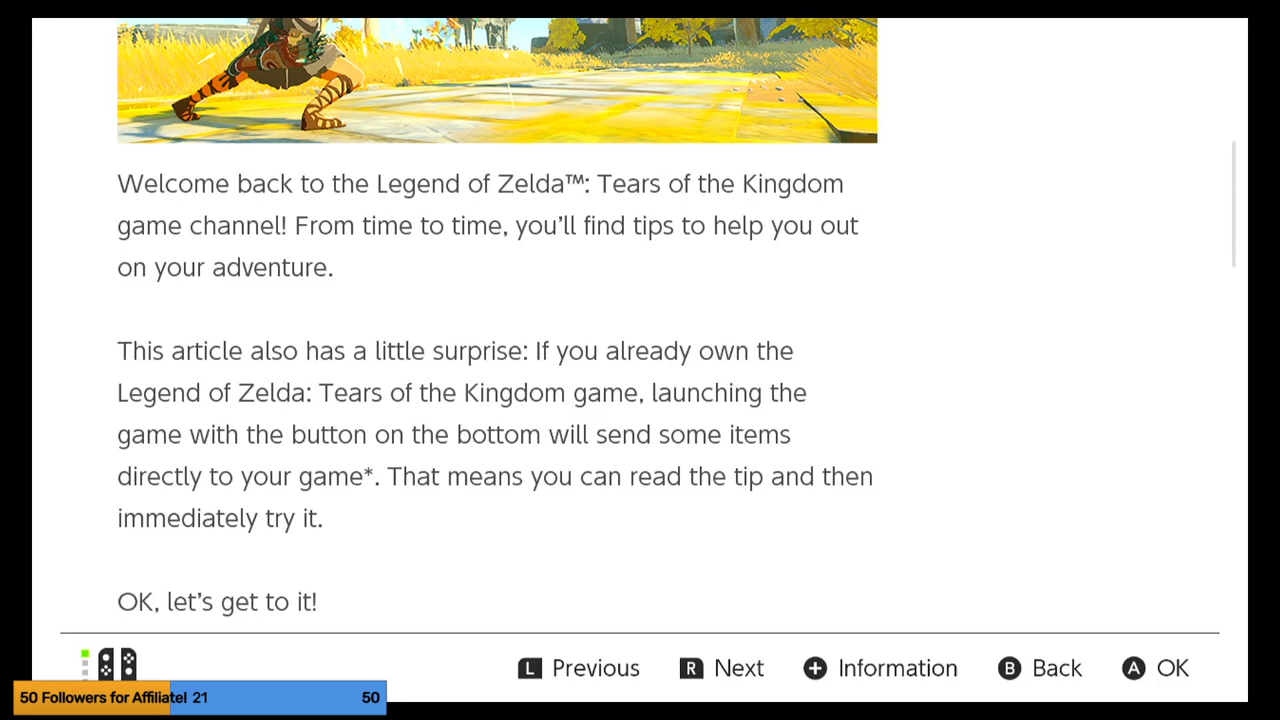 Welcome back to the Legend of Zelda™: Tears of the Kingdom
game channel! From time to time, you'll find tips to help you out
on your adventure.
This article also has a little surprise: If you already own the
Legend of Zelda: Tears of the Kingdom game, launching the
game with the button on the bottom will send some items
directly to your game*. That means you can read the tip and then
immediately try it.
OK, let's get to it!
L Previous R Next + Information B Back A OK
50 Followers for Affiliate! 21 50